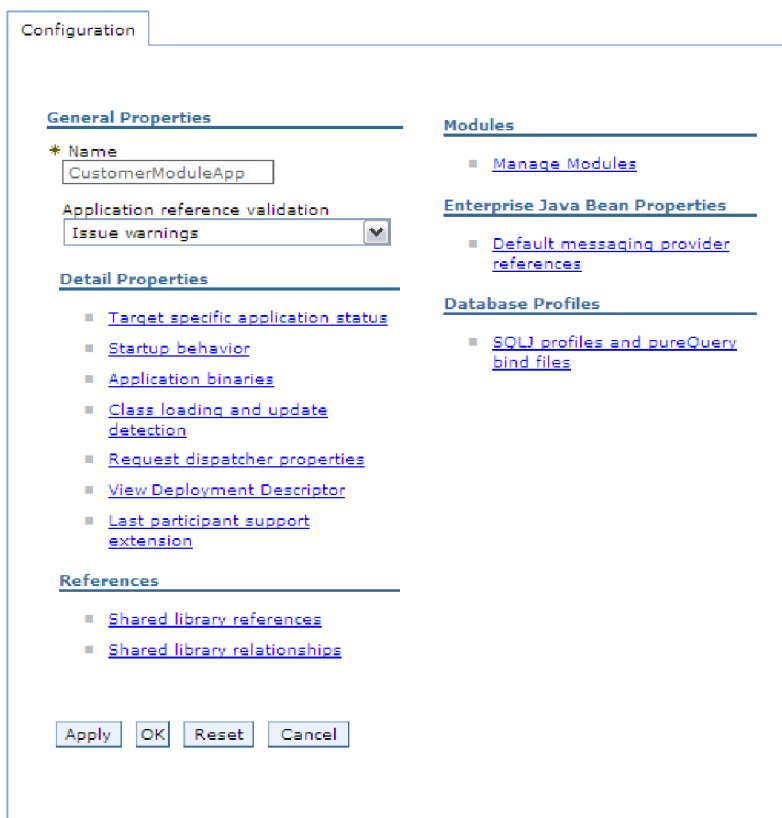 Configuration
General Properties
* Name
CustomerModuleApp
Application reference validation
Issue warnings
Detail Properties
Target specific application status
Startup behavior
Application binaries
Class loading and update
detection
Request dispatcher properties
View Deployment Descriptor
Last participant support
extension
References
Shared library references
Shared library relationships
Modules
Manage Modules
Enterprise Java Bean Properties
Default messaging provider
references
Database Profiles
SQLJ profiles and pureQuery
bind files
Apply OK Reset Cancel